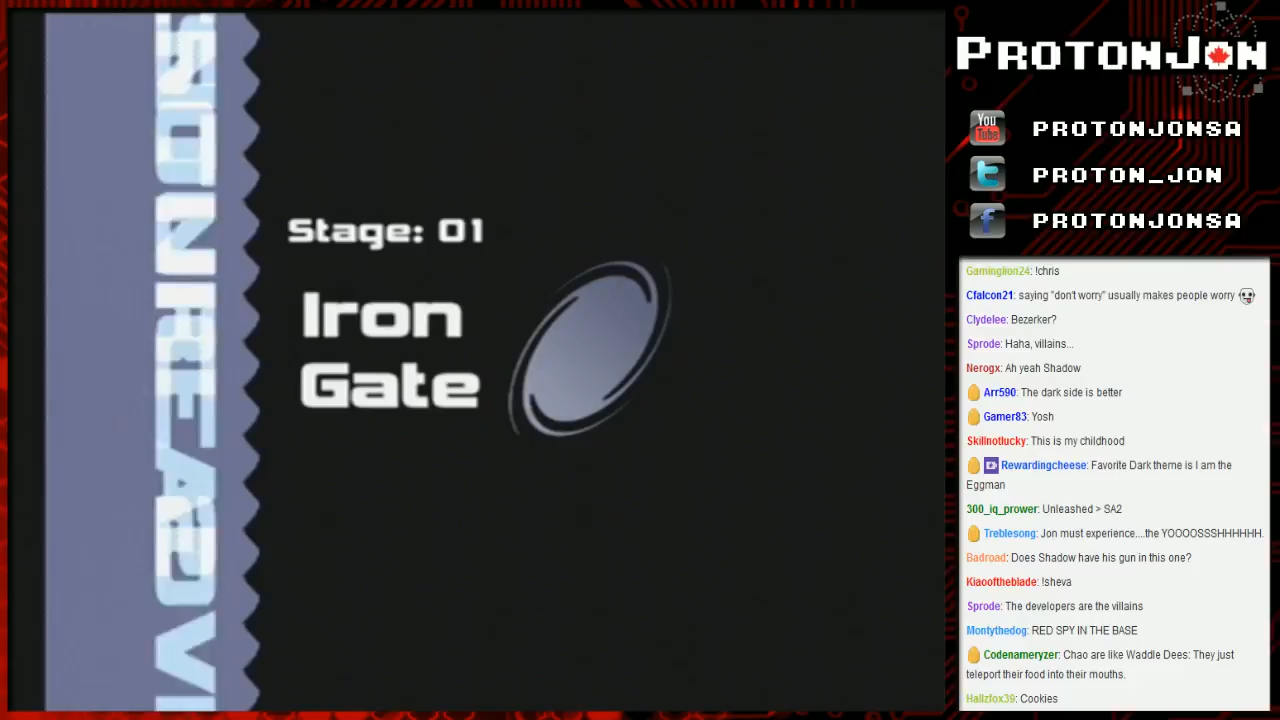 Stage: 01
Iron
Gate
PROTONJON
You
Tube
PROTONJONSA
PROTON_JON
f
PROTONJONSA
Gaminglion24: !chris
Cfalcon21: saying "don't worry" usually makes people worry
Clydelee: Bezerker?
Sprode: Haha, villains...
Nerogx: Ah yeah Shadow
Arr590: The dark side is better
Gamer83: Yosh
Skillnotlucky: This is my childhood
Rewardingcheese: Favorite Dark theme is I am the
Eggman
300_iq_prower: Unleashed > SA2
Treblesong: Jon must experience....the YOOOOSSSHHHHHH.
Badroad: Does Shadow have his gun in this one?
Kiaooftheblade: !sheva
Sprode: The developers are the villains
Montythedog: RED SPY IN THE BASE
Codenameryzer: Chao are like Waddle Dees: They just
teleport their food into their mouths.
Hallzfox39: Cookies